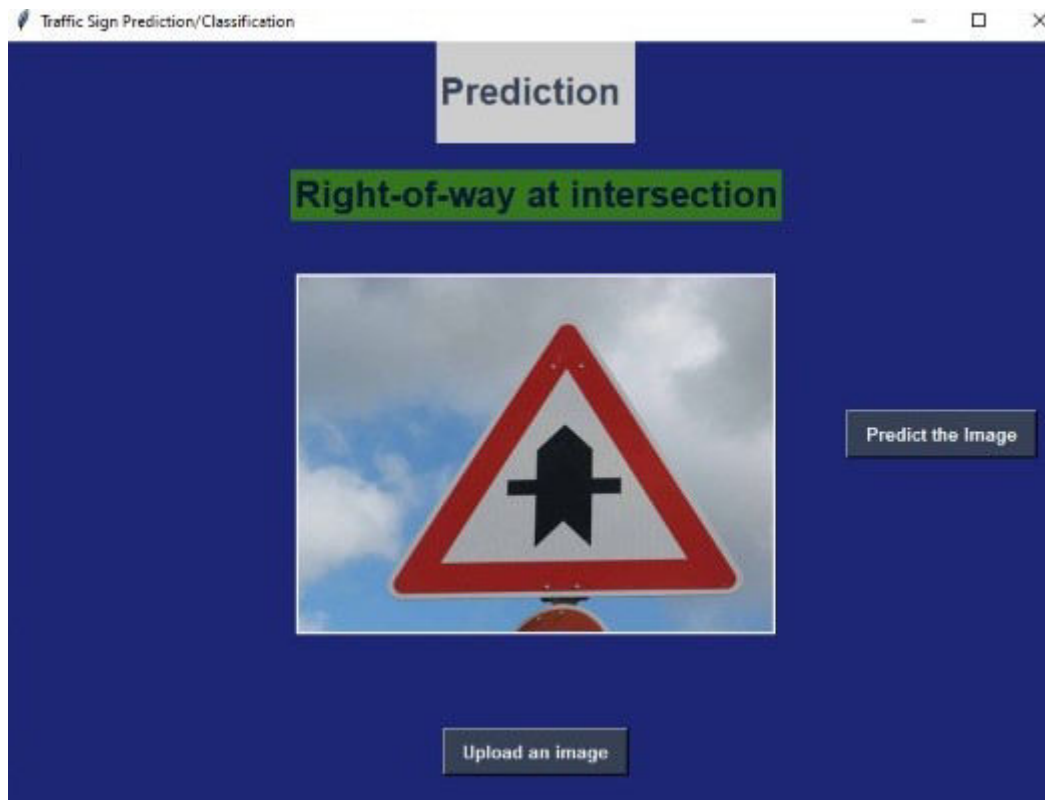 Traffic Sign Prediction/Classification
Prediction
Right-of-way at intersection
Predict the Image
Upload an image